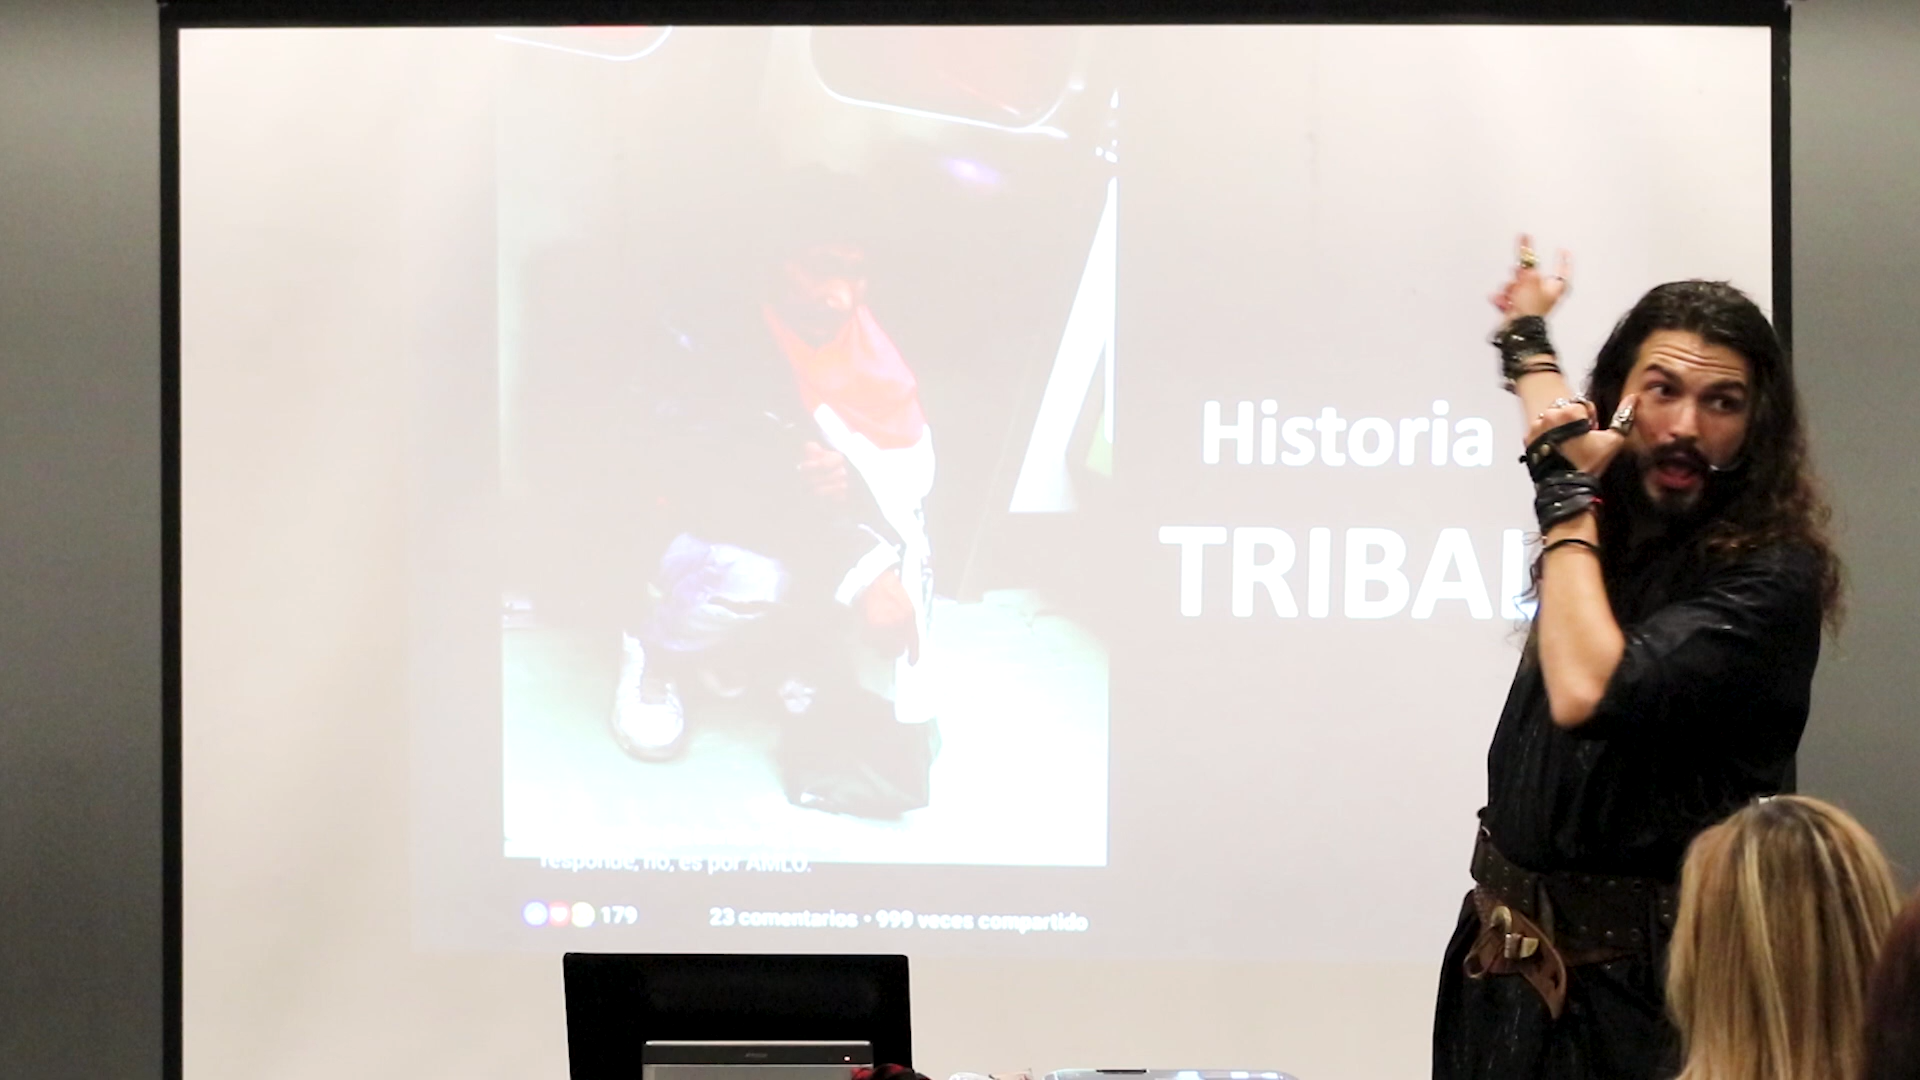 Historia
TRIBAL
responde, no, es por AMLO.
179
23 comentarios · 999 veces compartido